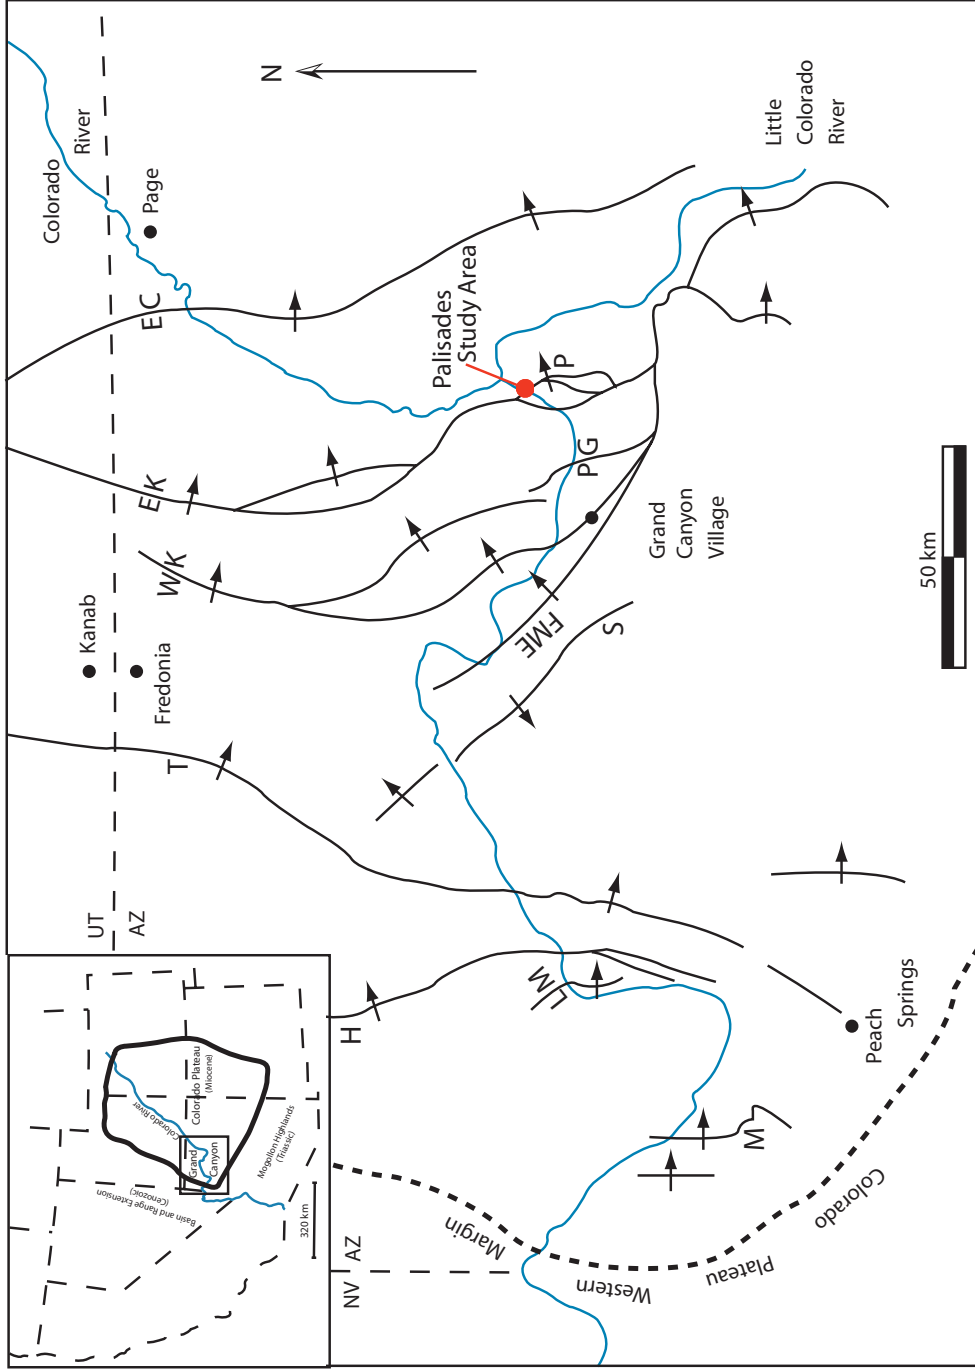 Colorado
River
Page
N
Little
Colorado
River
EC
Palisades
Study Area
P
EK
PG
WK
Grand
Canyon
Village
50 km
Kanab
Fredonia
FME
S
T
UT
AZ
LM
H
Peach
Springs
M
NV
AZ
Margin
Western
Plateau
Colorado
Colorado Plateau
(Miocene)
Colorado River
Grand
Canyon
Mogollon Highlands
(Triassic)
Basin and Range Extension
(Cenozoic)
320 km